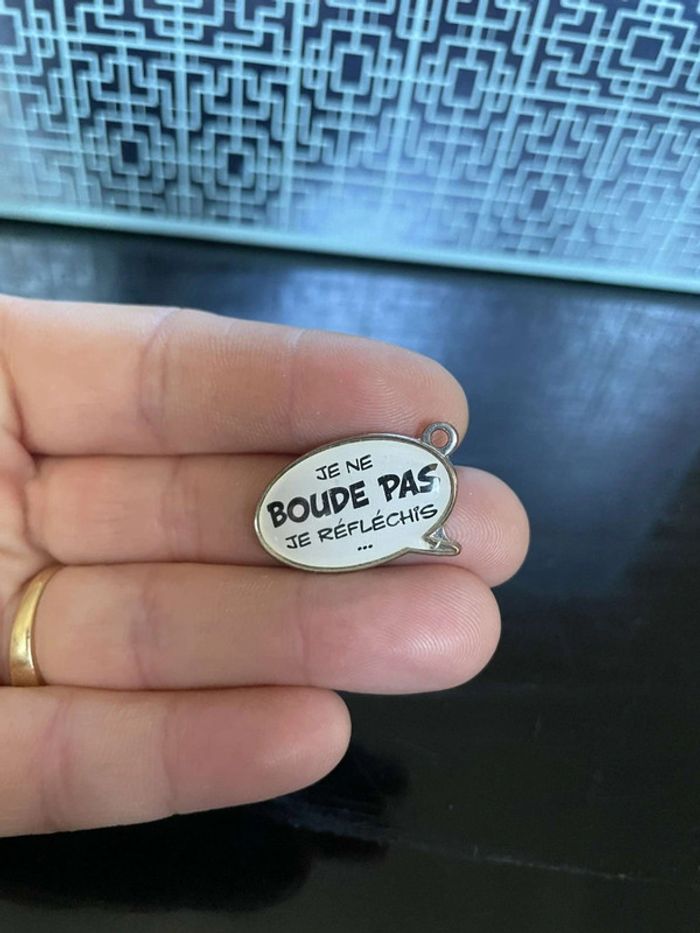 JE NE
BOUDE PAS
JE RÉFLÉCHIS
...